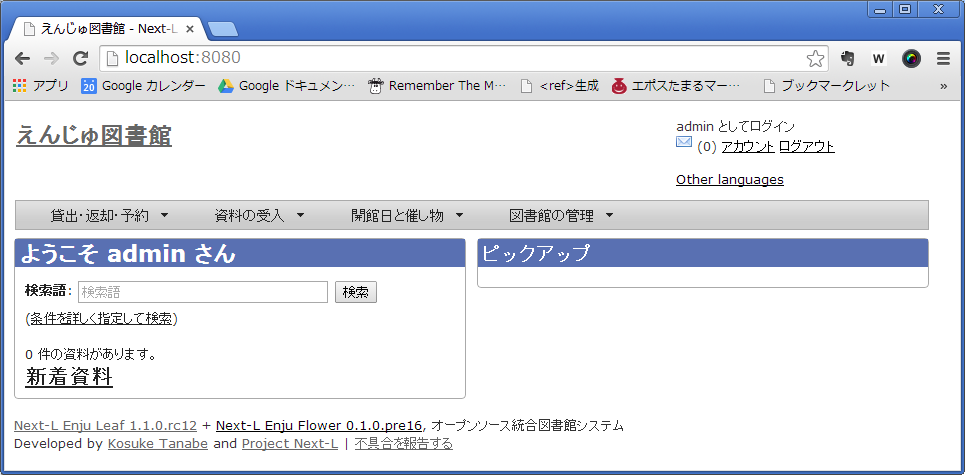 えんじゅ図書館 - Next-L
localhost:8080
アプリ 20 Google カレンダー Google ドキュメン… Remember The M… <ref>生成 エポスたまるマー… ブックマークレット »
えんじゅ図書館
admin としてログイン
(0) アカウント ログアウト
Other languages
貸出・返却・予約 資料の受入 開館日と催し物 図書館の管理
ようこそ admin さん
ピックアップ
検索語: 検索語 検索
(条件を詳しく指定して検索)
0 件の資料があります。
新着資料
Next-L Enju Leaf 1.1.0.rc12 + Next-L Enju Flower 0.1.0.pre16, オープンソース統合図書館システム
Developed by Kosuke Tanabe and Project Next-L | 不具合を報告する